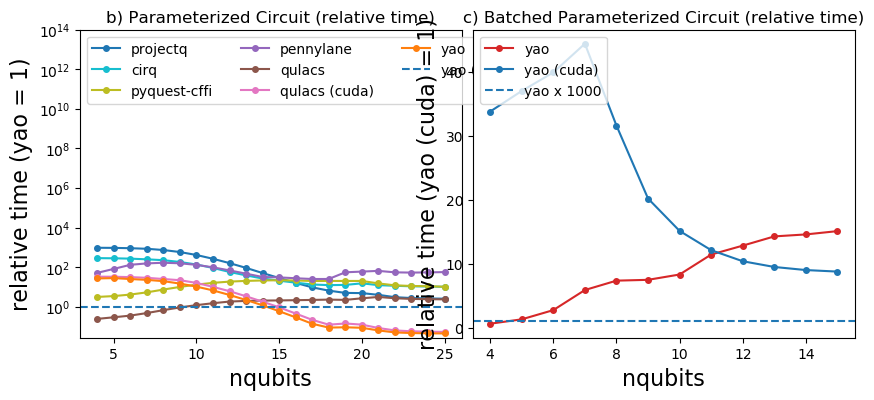 b) Parameterized Circuit (relative time)
relative time (yao = 1)
10^14
10^12
10^10
10^8
10^6
10^4
10^2
10^0
projectq
cirq
pyquest-cffi
pennylane
qulacs
qulacs (cuda)
yao
yao
5
10
15
20
25
nqubits
c) Batched Parameterized Circuit (relative time)
relative time (yao (cuda) = 1)
40
30
20
10
0
yao
yao (cuda)
yao x 1000
4
6
8
10
12
14
nqubits